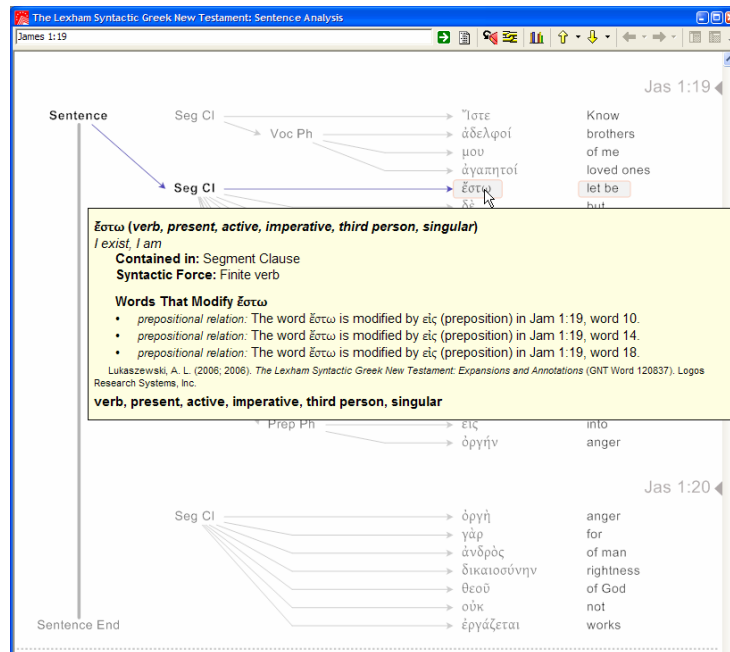 The Lexham Syntactic Greek New Testament: Sentence Analysis
James 1:19
Jas 1:19
Sentence Seg Cl Ἴστε Know
Voc Ph ἀδελφοί brothers
μου of me
ἀγαπητοί loved ones
Seg Cl ἔστω let be
δὲ but
ἔστω (verb, present, active, imperative, third person, singular)
I exist, I am
Contained in: Segment Clause
Syntactic Force: Finite verb
Words That Modify ἔστω
• prepositional relation: The word ἔστω is modified by εἰς (preposition) in Jam 1:19, word 10.
• prepositional relation: The word ἔστω is modified by εἰς (preposition) in Jam 1:19, word 14.
• prepositional relation: The word ἔστω is modified by εἰς (preposition) in Jam 1:19, word 18.
Lukaszewski, A. L. (2006; 2006). The Lexham Syntactic Greek New Testament: Expansions and Annotations (GNT Word 120837). Logos
Research Systems, Inc.
verb, present, active, imperative, third person, singular
Prep Ph εἰς into
ὀργήν anger
Jas 1:20
Seg Cl ὀργὴ anger
γὰρ for
ἀνδρὸς of man
δικαιοσύνην rightness
θεοῦ of God
οὐκ not
Sentence End ἐργάζεται works